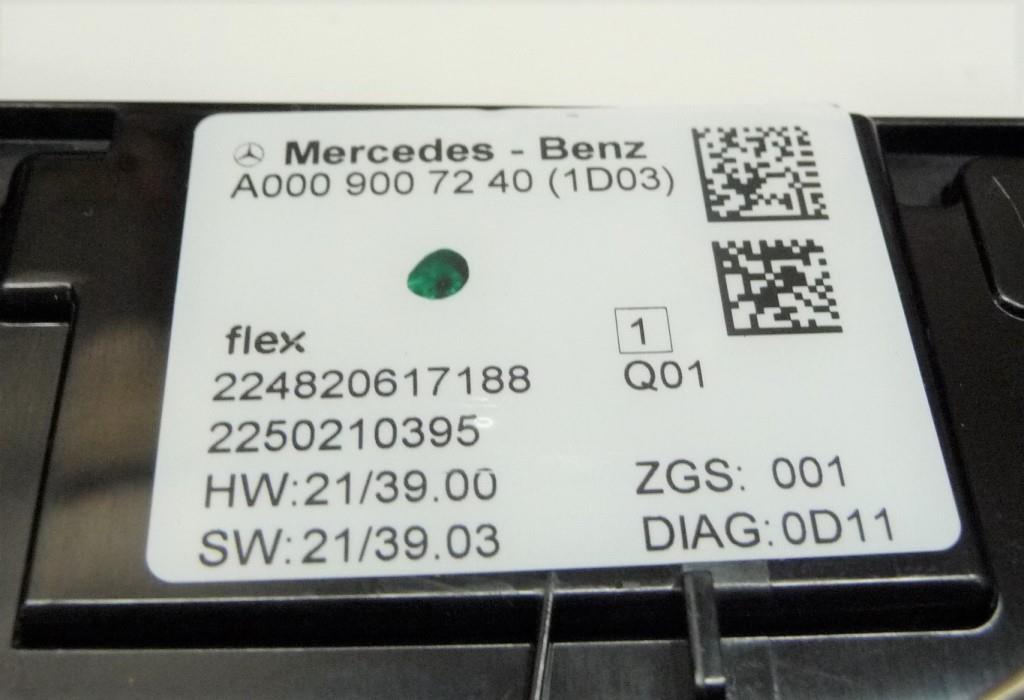 Mercedes - Benz
A000 900 72 40 (1D03)
flex
1
224820617188
Q01
2250210395
HW:21/39.00
ZGS: 001
SW:21/39.03
DIAG:0D11